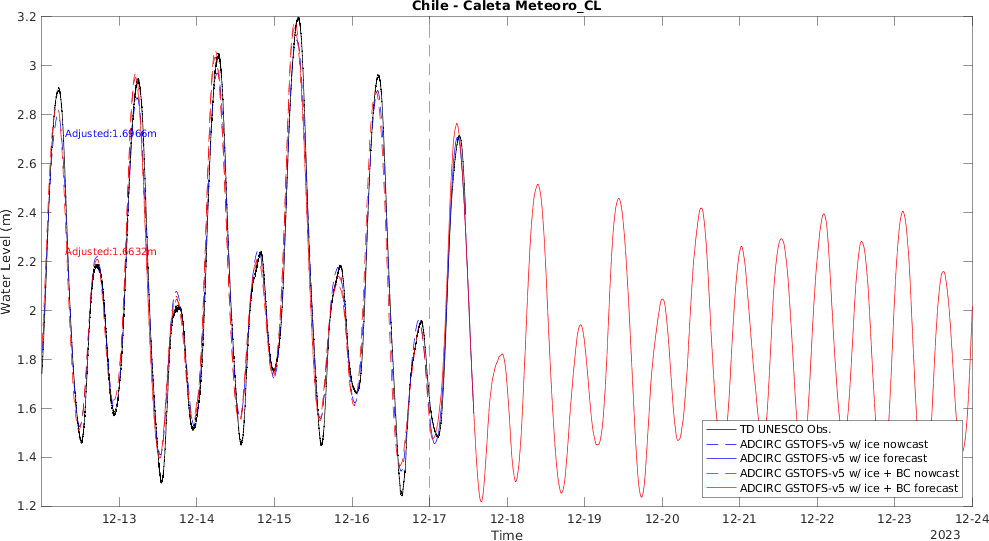 Chile - Caleta Meteoro_CL
3.2
3
2.8
2.6
2.4
2.2
2
1.8
1.6
1.4
1.2
Water Level (m)
Adjusted:1.6966m
Adjusted:1.6632m
TD UNESCO Obs.
ADCIRC GSTOFS-v5 w/ ice nowcast
ADCIRC GSTOFS-v5 w/ ice forecast
ADCIRC GSTOFS-v5 w/ ice + BC nowcast
ADCIRC GSTOFS-v5 w/ ice + BC forecast
12-13 12-14 12-15 12-16 12-17 12-18 12-19 12-20 12-21 12-22 12-23 12-24
Time
2023